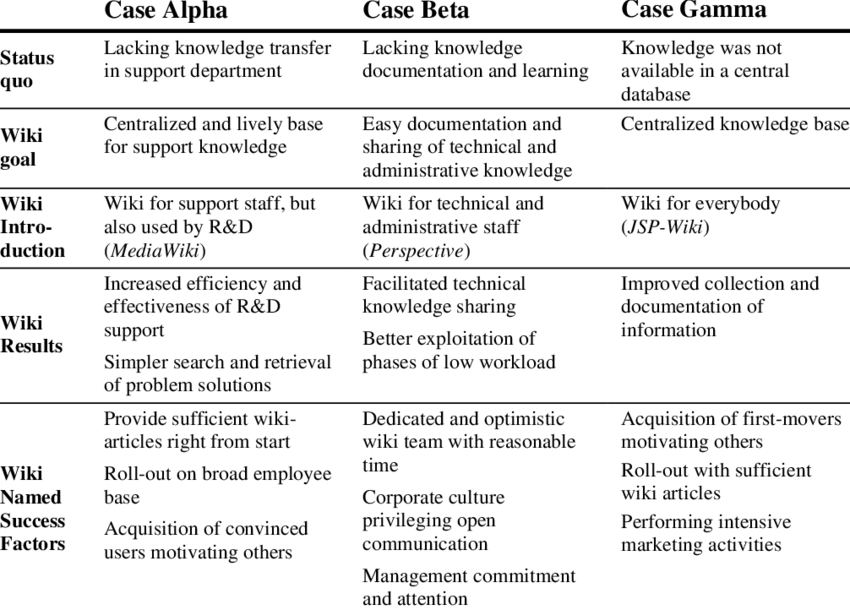 Case Alpha Case Beta Case Gamma
Status
quo
Lacking knowledge transfer
in support department
Lacking knowledge
documentation and learning
Knowledge was not
available in a central
database
Wiki
goal
Centralized and lively base
for support knowledge
Easy documentation and
sharing of technical and
administrative knowledge
Centralized knowledge base
Wiki
Intro-
duction
Wiki for support staff, but
also used by R&D
(MediaWiki)
Wiki for technical and
administrative staff
(Perspective)
Wiki for everybody
(JSP-Wiki)
Wiki
Results
Increased efficiency and
effectiveness of R&D
support
Simpler search and retrieval
of problem solutions
Facilitated technical
knowledge sharing
Better exploitation of
phases of low workload
Improved collection and
documentation of
information
Wiki
Named
Success
Factors
Provide sufficient wiki-
articles right from start
Roll-out on broad employee
base
Acquisition of convinced
users motivating others
Dedicated and optimistic
wiki team with reasonable
time
Corporate culture
privileging open
communication
Management commitment
and attention
Acquisition of first-movers
motivating others
Roll-out with sufficient
wiki articles
Performing intensive
marketing activities